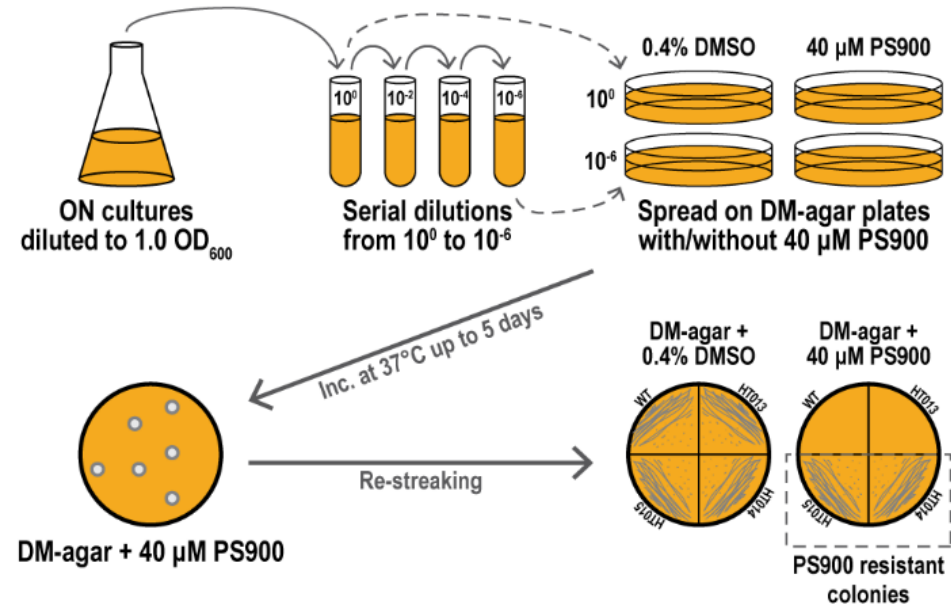 0.4% DMSO
40 µM PS900
10⁰
10⁻²
10⁻⁴
10⁻⁶
10⁰
10⁻⁶
ON cultures
diluted to 1.0 OD₆₀₀
Serial dilutions
from 10⁰ to 10⁻⁶
Spread on DM-agar plates
with/without 40 µM PS900
Inc. at 37°C up to 5 days
DM-agar +
0.4% DMSO
DM-agar +
40 µM PS900
WT
HT013
HT015
HT014
WT
HT013
HT015
HT014
Re-streaking
DM-agar + 40 µM PS900
PS900 resistant
colonies